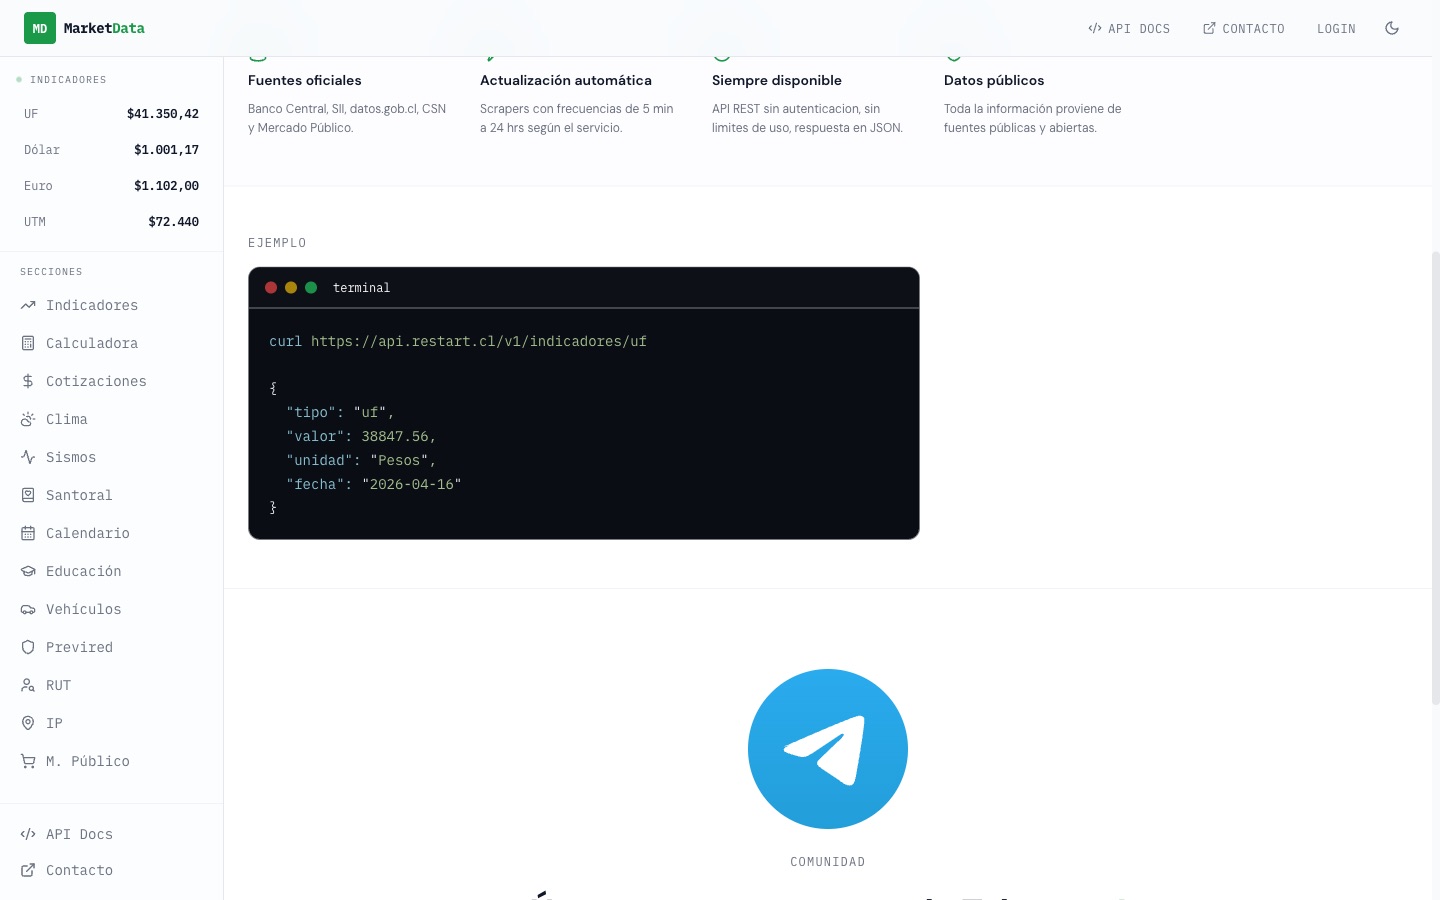 MD MarketData
API DOCS
CONTACTO
LOGIN
INDICADORES
UF $41.350,42
Dólar $1.001,17
Euro $1.102,00
UTM $72.440
SECCIONES
Indicadores
Calculadora
Cotizaciones
Clima
Sismos
Santoral
Calendario
Educación
Vehículos
Previred
RUT
IP
M. Público
API Docs
Contacto
Fuentes oficiales
Banco Central, SII, datos.gob.cl, CSN
y Mercado Público.
Actualización automática
Scrapers con frecuencias de 5 min
a 24 hrs según el servicio.
Siempre disponible
API REST sin autenticacion, sin
limites de uso, respuesta en JSON.
Datos públicos
Toda la información proviene de
fuentes públicas y abiertas.
EJEMPLO
terminal
curl https://api.restart.cl/v1/indicadores/uf
{
"tipo": "uf",
"valor": 38847.56,
"unidad": "Pesos",
"fecha": "2026-04-16"
}
COMUNIDAD